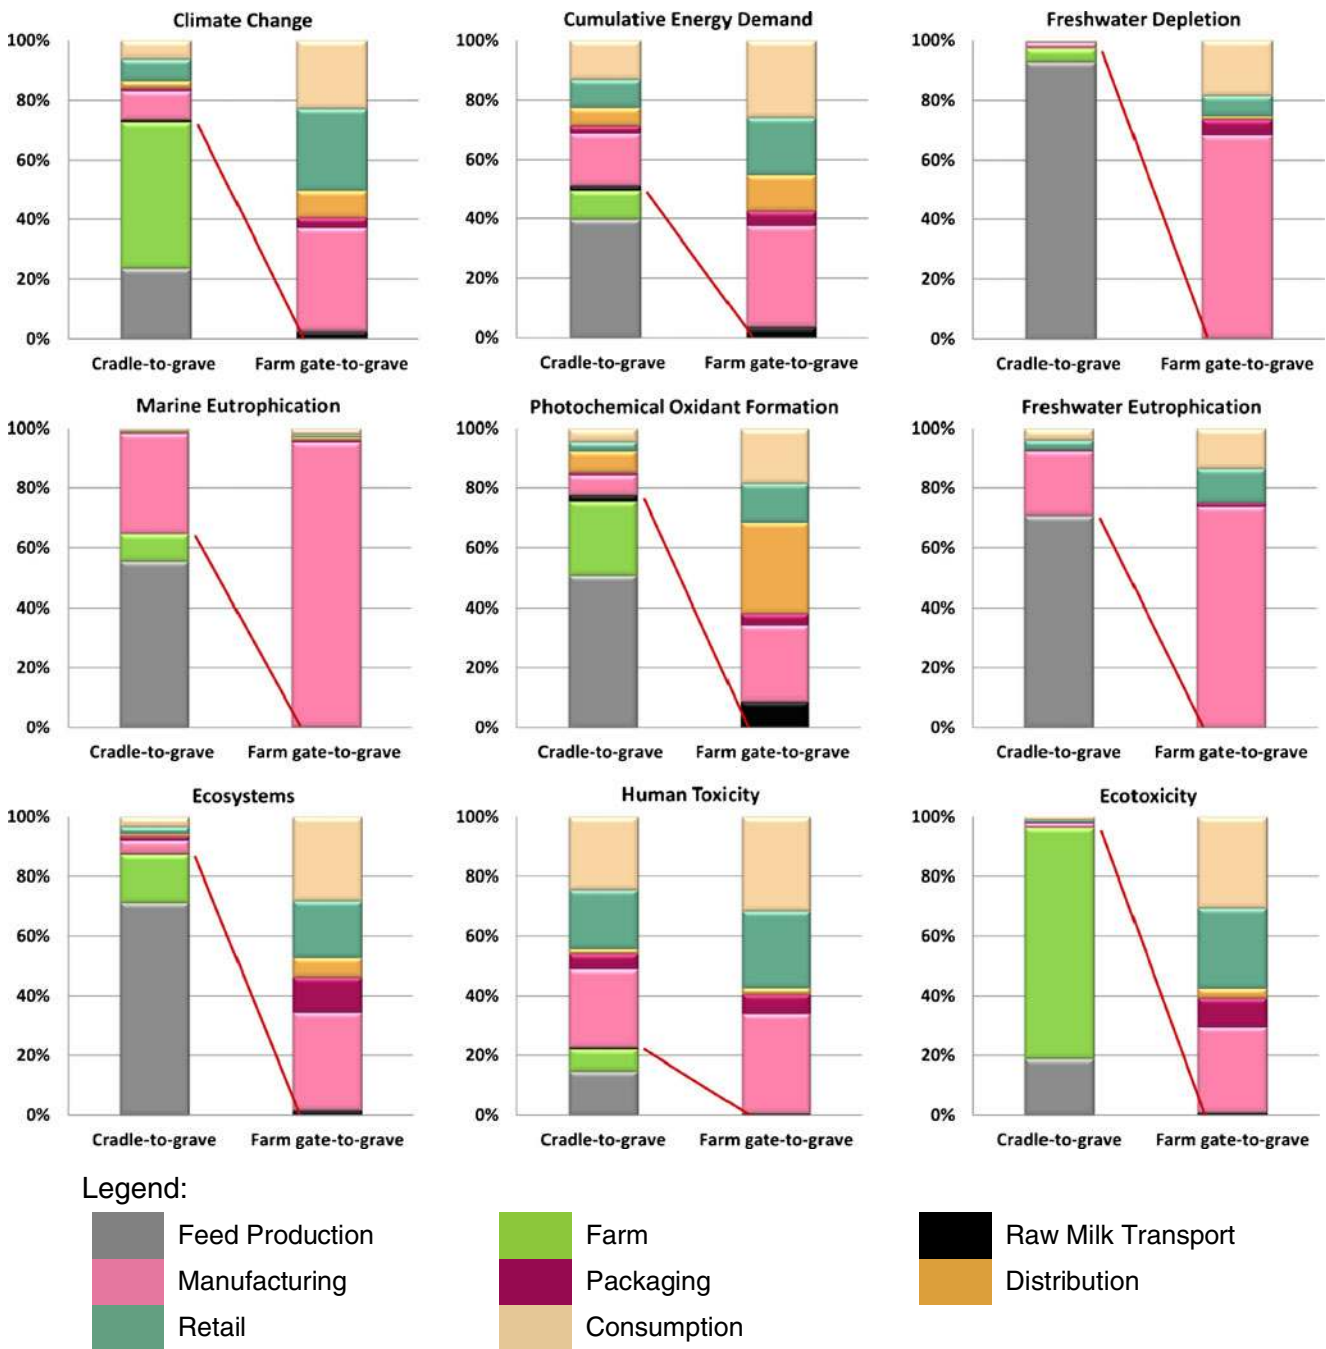 Climate Change
100%
80%
60%
40%
20%
0%
Cradle-to-grave Farm gate-to-grave
Cumulative Energy Demand
100%
80%
60%
40%
20%
0%
Cradle-to-grave Farm gate-to-grave
Freshwater Depletion
100%
80%
60%
40%
20%
0%
Cradle-to-grave Farm gate-to-grave
Marine Eutrophication
100%
80%
60%
40%
20%
0%
Cradle-to-grave Farm gate-to-grave
Photochemical Oxidant Formation
100%
80%
60%
40%
20%
0%
Cradle-to-grave Farm gate-to-grave
Freshwater Eutrophication
100%
80%
60%
40%
20%
0%
Cradle-to-grave Farm gate-to-grave
Ecosystems
100%
80%
60%
40%
20%
0%
Cradle-to-grave Farm gate-to-grave
Human Toxicity
100%
80%
60%
40%
20%
0%
Cradle-to-grave Farm gate-to-grave
Ecotoxicity
100%
80%
60%
40%
20%
0%
Cradle-to-grave Farm gate-to-grave
Legend:
Feed Production Farm Raw Milk Transport
Manufacturing Packaging Distribution
Retail Consumption